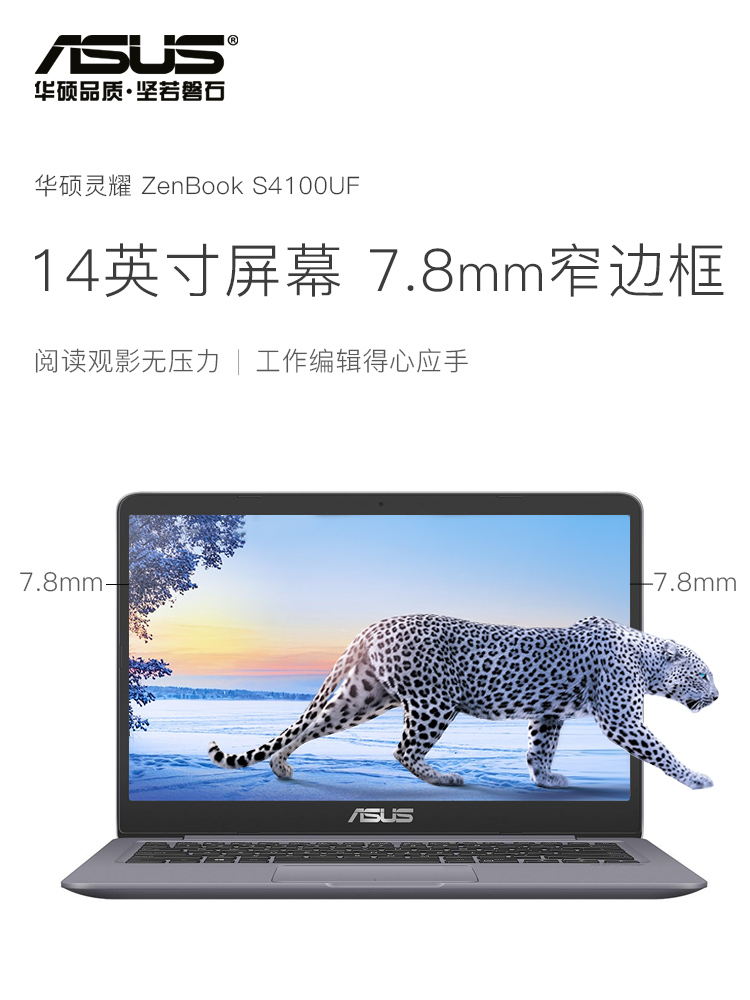 ASUS®
华硕品质·坚若磐石
华硕灵耀 ZenBook S4100UF
14英寸屏幕 7.8mm窄边框
阅读观影无压力 | 工作编辑得心应手
7.8mm
7.8mm
ASUS